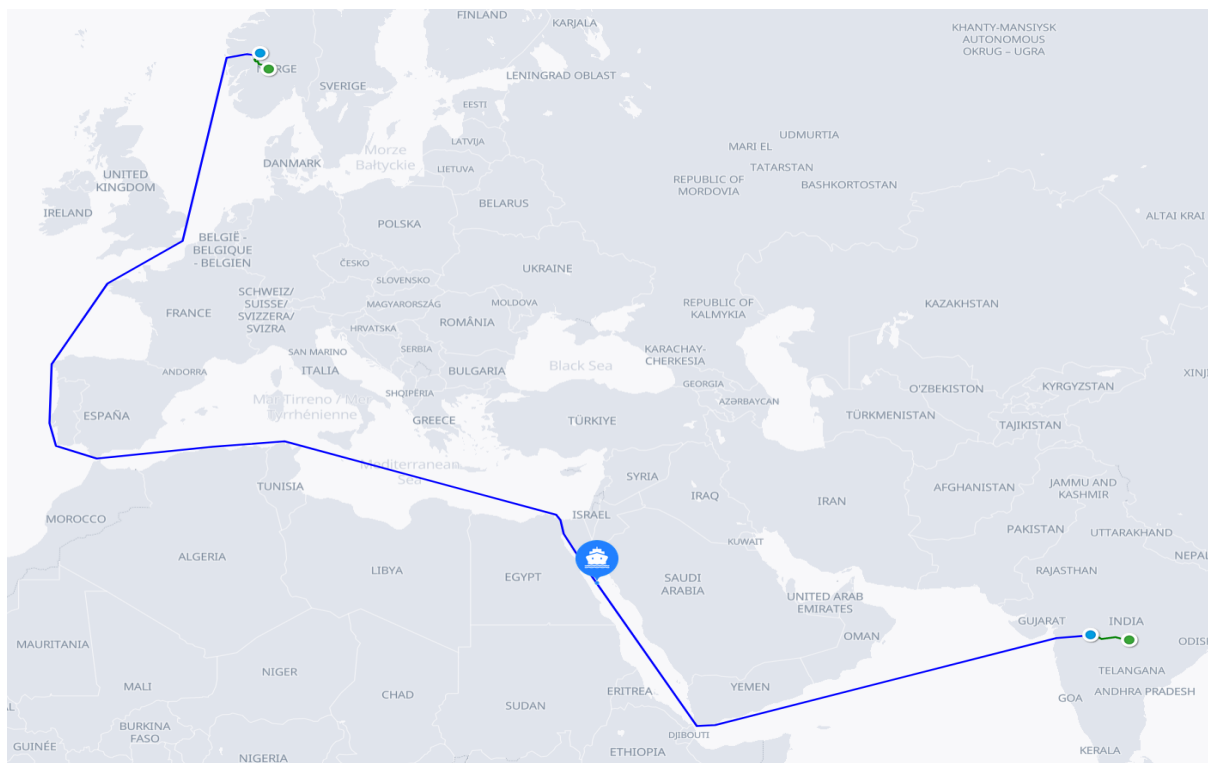 FINLAND
KARJALA
KHANTY-MANSIYSK
AUTONOMOUS
OKRUG – UGRA
SVERIGE
LENINGRAD OBLAST
EESTI
UDMURTIA
LATVIJA
MARI EL
Morze
Bałtyckie
DANMARK
TATARSTAN
LIETUVA
UNITED
KINGDOM
REPUBLIC OF
MORDOVIA
BASHKORTOSTAN
IRELAND
BELARUS
ALTAI KRAI
POLSKA
BELGIË -
BELGIQUE
- BELGIEN
ČESKO
UKRAINE
SLOVENSKO
SCHWEIZ/
SUISSE/
SVIZZERA/
SVIZRA
MAGYARORSZÁG
MOLDOVA
REPUBLIC OF
KALMYKIA
KAZAKHSTAN
FRANCE
ROMÂNIA
HRVATSKA
SERBIA
SAN MARINO
ITALIA
KARACHAY-
CHERKESIA
Black Sea
ANDORRA
BULGARIA
GEORGIA
O'ZBEKISTON
KYRGYZSTAN
SHQIPËRIA
AZƏRBAYCAN
ESPAÑA
GREECE
TÜRKIYE
TÜRKMENISTAN
TAJIKISTAN
Mediterranean
Sea
SYRIA
TUNISIA
IRAQ
IRAN
AFGHANISTAN
JAMMU AND
KASHMIR
MOROCCO
ISRAEL
PAKISTAN
UTTARAKHAND
KUWAIT
ALGERIA
LIBYA
EGYPT
SAUDI
ARABIA
RAJASTHAN
UNITED ARAB
EMIRATES
GUJARAT
INDIA
OMAN
MAURITANIA
NIGER
TELANGANA
MALI
CHAD
ERITREA
YEMEN
GOA
ANDHRA PRADESH
SUDAN
BURKINA
FASO
DJIBOUTI
GUINÉE
NIGERIA
ETHIOPIA
KERALA